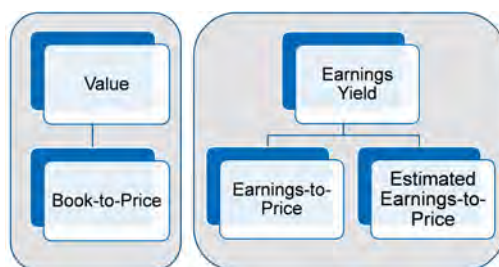 Value
Book-to-Price
Earnings
Yield
Earnings-to-
Price
Estimated
Earnings-to-
Price